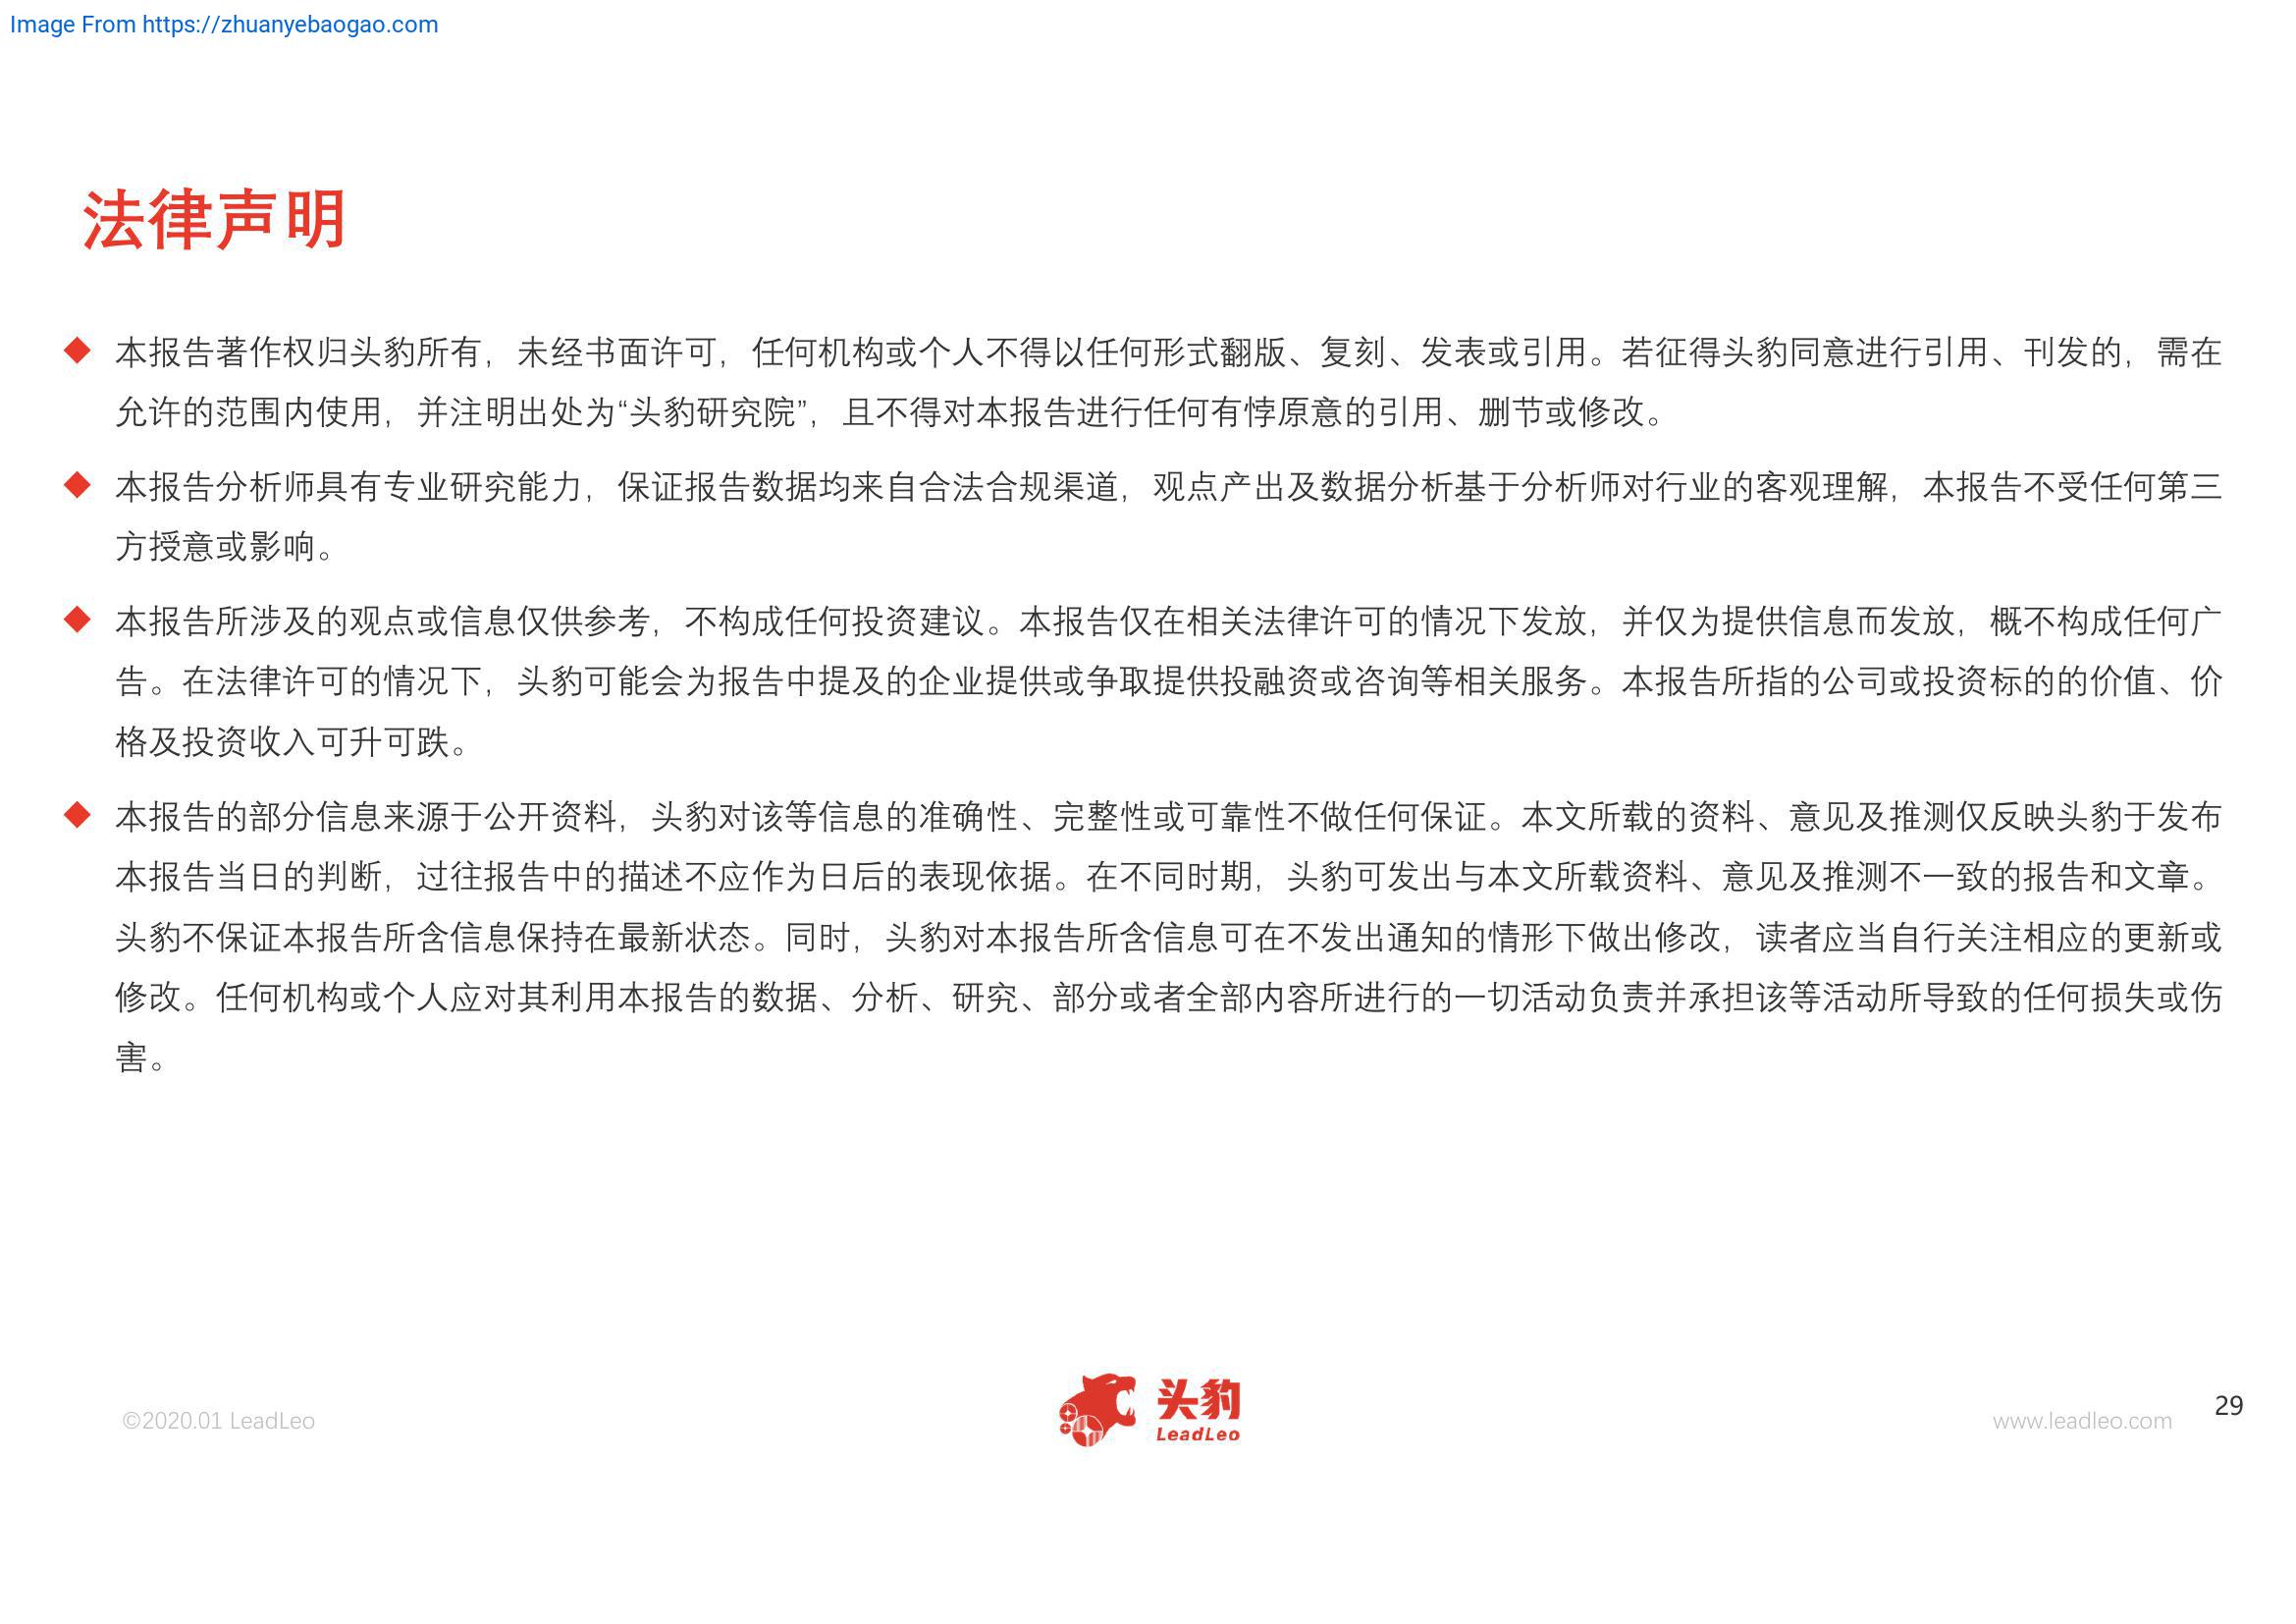 Image From https://zhuanyebaogao.com
法律声明
◆ 本报告著作权归头豹所有，未经书面许可，任何机构或个人不得以任何形式翻版、复刻、发表或引用。若征得头豹同意进行引用、刊发的，需在
允许的范围内使用，并注明出处为“头豹研究院”，且不得对本报告进行任何有悖原意的引用、删节或修改。
◆ 本报告分析师具有专业研究能力，保证报告数据均来自合法合规渠道，观点产出及数据分析基于分析师对行业的客观理解，本报告不受任何第三
方授意或影响。
◆ 本报告所涉及的观点或信息仅供参考，不构成任何投资建议。本报告仅在相关法律许可的情况下发放，并仅为提供信息而发放，概不构成任何广
告。在法律许可的情况下，头豹可能会为报告中提及的企业提供或争取提供投融资或咨询等相关服务。本报告所指的公司或投资标的的价值、价
格及投资收入可升可跌。
◆ 本报告的部分信息来源于公开资料，头豹对该等信息的准确性、完整性或可靠性不做任何保证。本文所载的资料、意见及推测仅反映头豹于发布
本报告当日的判断，过往报告中的描述不应作为日后的表现依据。在不同时期，头豹可发出与本文所载资料、意见及推测不一致的报告和文章。
头豹不保证本报告所含信息保持在最新状态。同时，头豹对本报告所含信息可在不发出通知的情形下做出修改，读者应当自行关注相应的更新或
修改。任何机构或个人应对其利用本报告的数据、分析、研究、部分或者全部内容所进行的一切活动负责并承担该等活动所导致的任何损失或伤
害。
©2020.01 LeadLeo
头豹
LeadLeo
www.leadleo.com
29